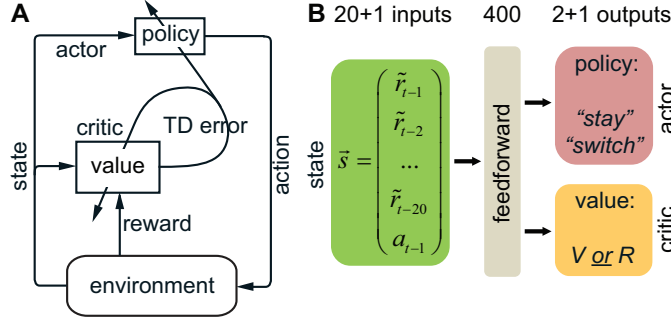 A
policy
actor
critic
TD error
value
state
action
reward
environment
B 20+1 inputs 400 2+1 outputs
state
s⃗ =
r̃ₜ₋₁
r̃ₜ₋₂
...
r̃ₜ₋₂₀
aₜ₋₁
feedforward
policy:
“stay”
“switch”
actor
value:
V or R
critic